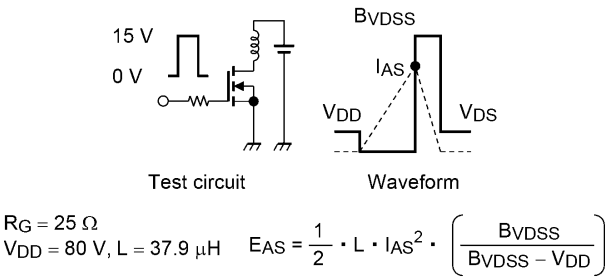 15 V
0 V
BVDSS
IAS
VDD
VDS
Test circuit
Waveform
RG = 25 Ω
VDD = 80 V, L = 37.9 μH
EAS = 1/2 · L · IAS² · (BVDSS / (BVDSS − VDD))